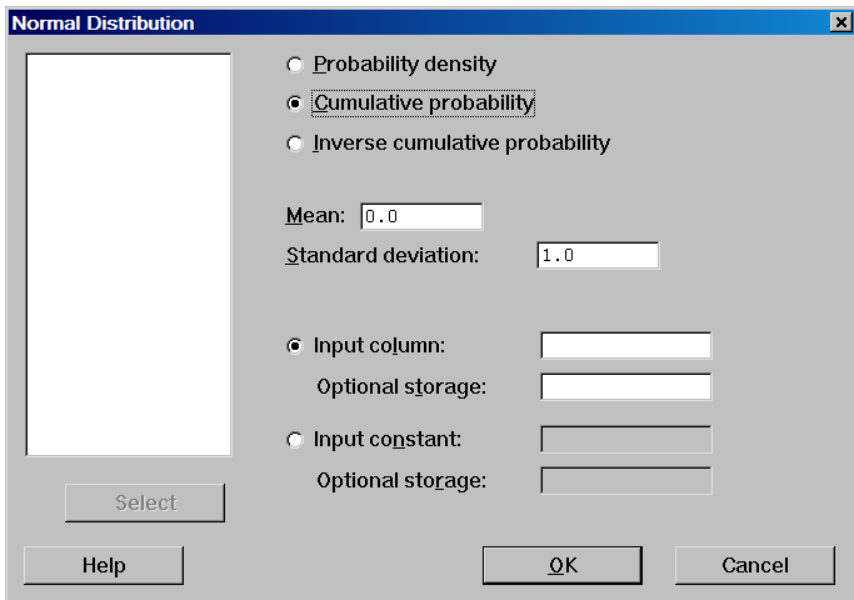 Normal Distribution
Probability density
Cumulative probability
Inverse cumulative probability
Mean: 0.0
Standard deviation: 1.0
Input column:
Optional storage:
Input constant:
Optional storage:
Select
Help
OK
Cancel